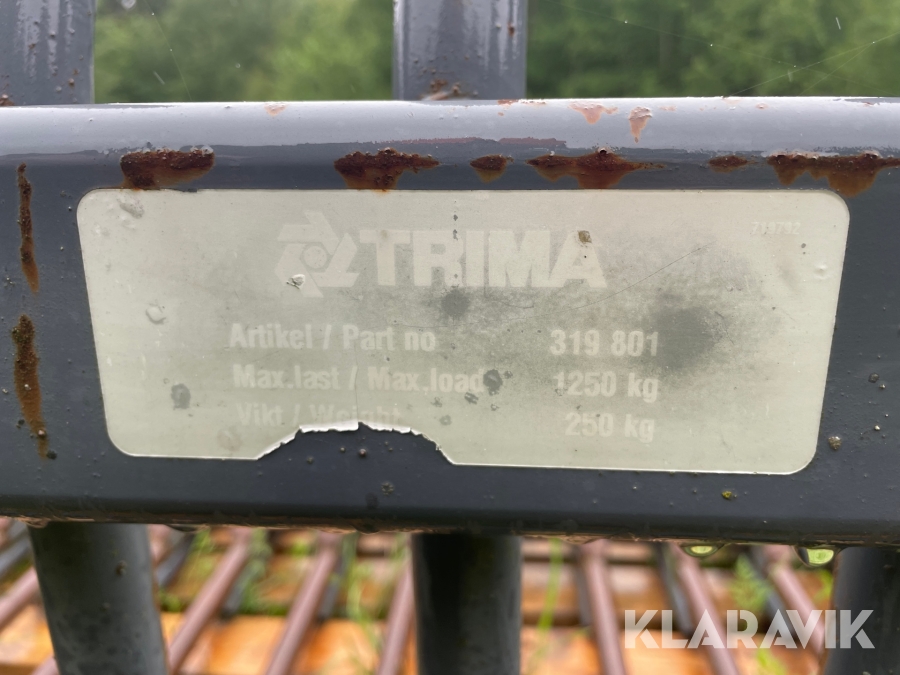 TRIMA
Artikel / Part no 319 801
Max.last / Max.load 1250 kg
Vikt / Weight 250 kg
KLARAVIK